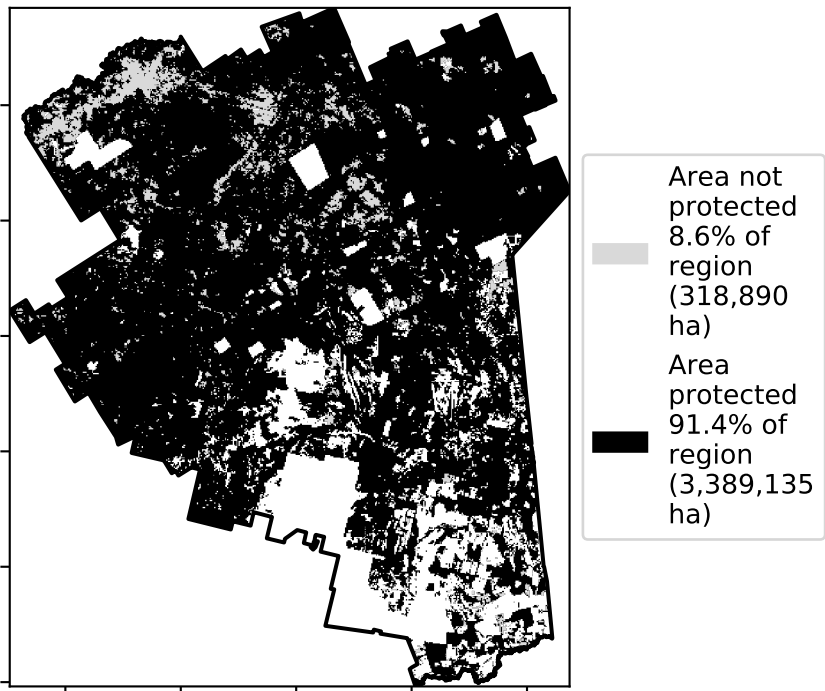 Area not
protected
8.6% of
region
(318,890
ha)
Area
protected
91.4% of
region
(3,389,135
ha)